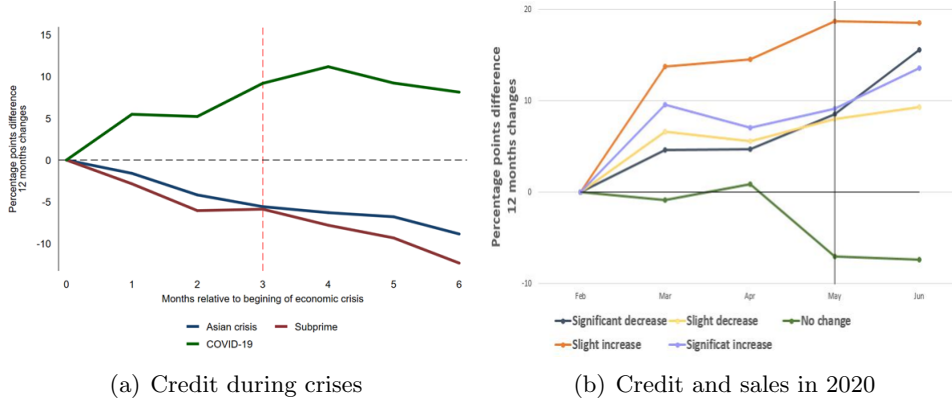 Percentage points difference
12 months changes
15
10
5
0
-5
-10
0 1 2 3 4 5 6
Months relative to begining of economic crisis
Asian crisis Subprime
COVID-19
(a) Credit during crises
Percentage points difference
12 months changes
20
10
0
-10
Feb Mar Apr May Jun
Significant decrease Slight decrease No change
Slight increase Significat increase
(b) Credit and sales in 2020